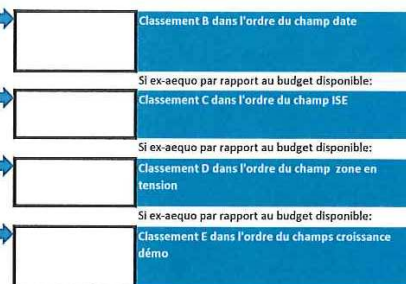 Classement B dans l'ordre du champ date
Si ex-aequo par rapport au budget disponible:
Classement C dans l'ordre du champ ISE
Si ex-aequo par rapport au budget disponible:
Classement D dans l'ordre du champ zone en
tension
Si ex-aequo par rapport au budget disponible:
Classement E dans l'ordre du champs croissance
démo